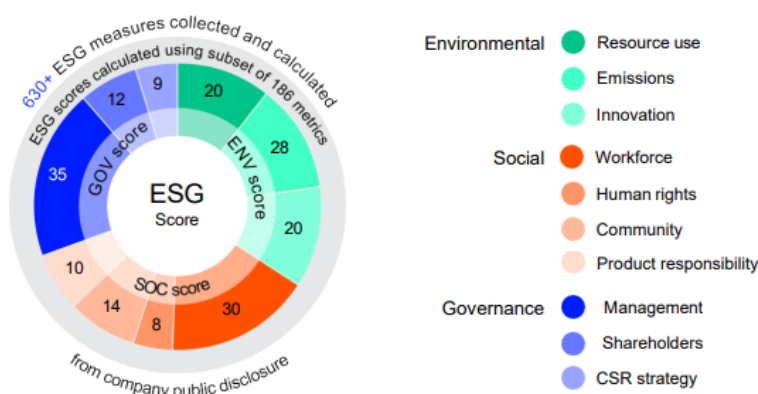 630+ ESG measures collected and calculated
ESG scores calculated using subset of 186 metrics
from company public disclosure
20
28
20
30
8
14
10
35
12
9
ENV score
SOC score
GOV score
ESG
Score
Environmental
Resource use
Emissions
Innovation
Social
Workforce
Human rights
Community
Product responsibility
Governance
Management
Shareholders
CSR strategy